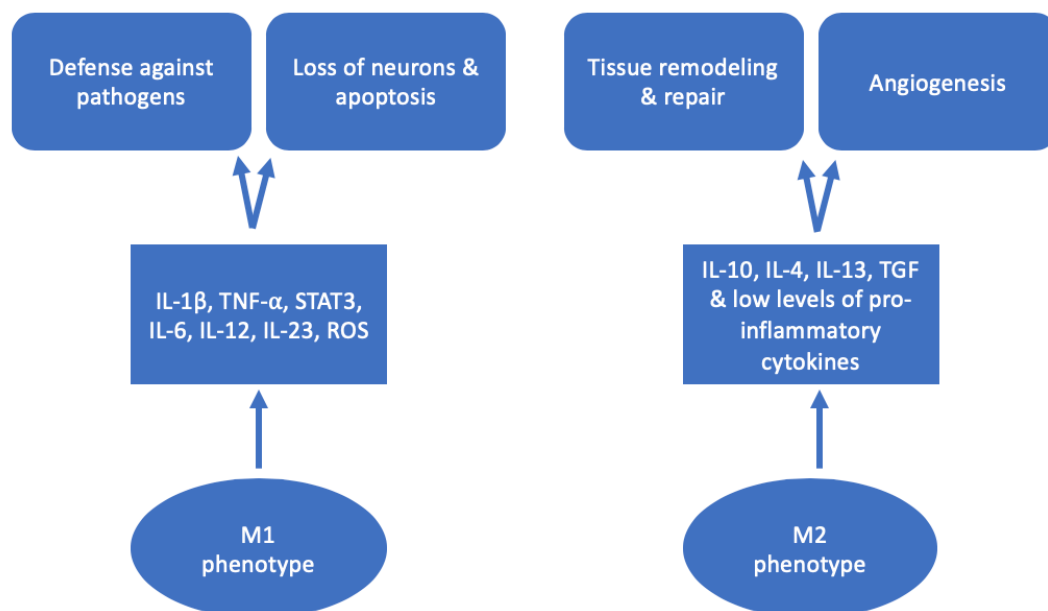 Defense against
pathogens
Loss of neurons &
apoptosis
Tissue remodeling
& repair
Angiogenesis
IL-1β, TNF-α, STAT3,
IL-6, IL-12, IL-23, ROS
IL-10, IL-4, IL-13, TGF
& low levels of pro-
inflammatory
cytokines
M1
phenotype
M2
phenotype